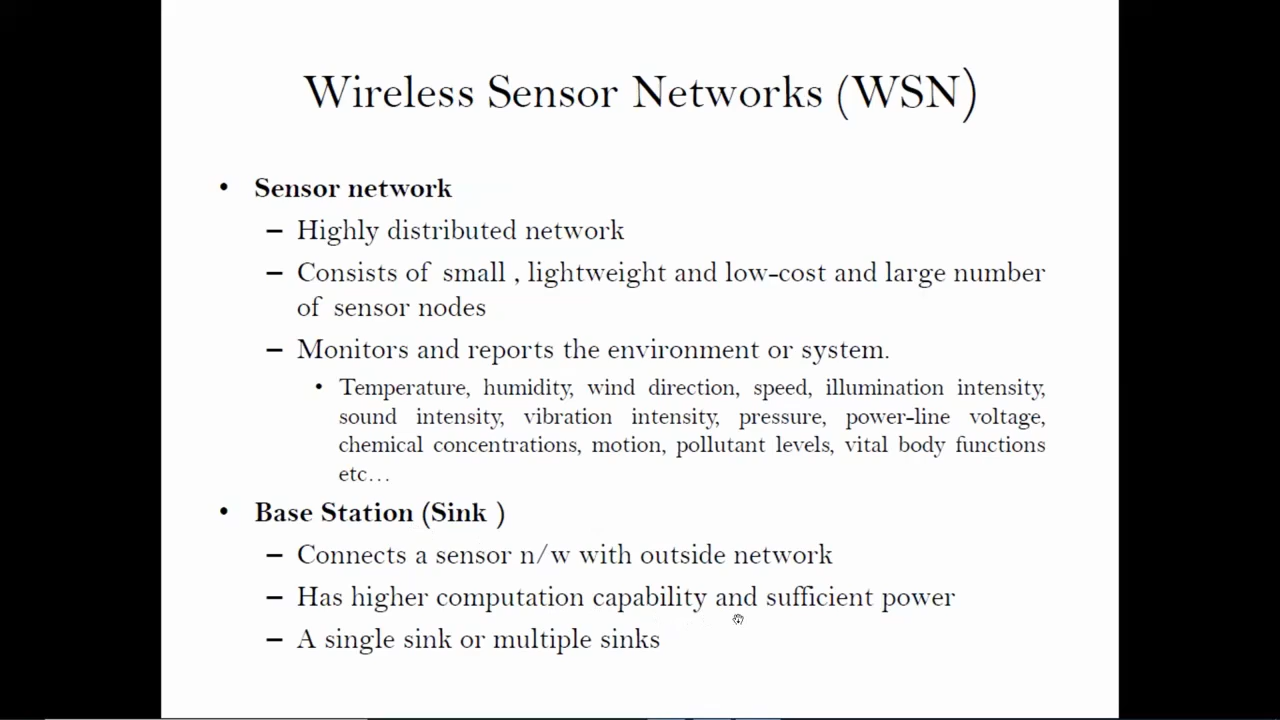 Wireless Sensor Networks (WSN)
• Sensor network
– Highly distributed network
– Consists of small , lightweight and low-cost and large number
of sensor nodes
– Monitors and reports the environment or system.
• Temperature, humidity, wind direction, speed, illumination intensity,
sound intensity, vibration intensity, pressure, power-line voltage,
chemical concentrations, motion, pollutant levels, vital body functions
etc…
• Base Station (Sink )
– Connects a sensor n/w with outside network
– Has higher computation capability and sufficient power
– A single sink or multiple sinks